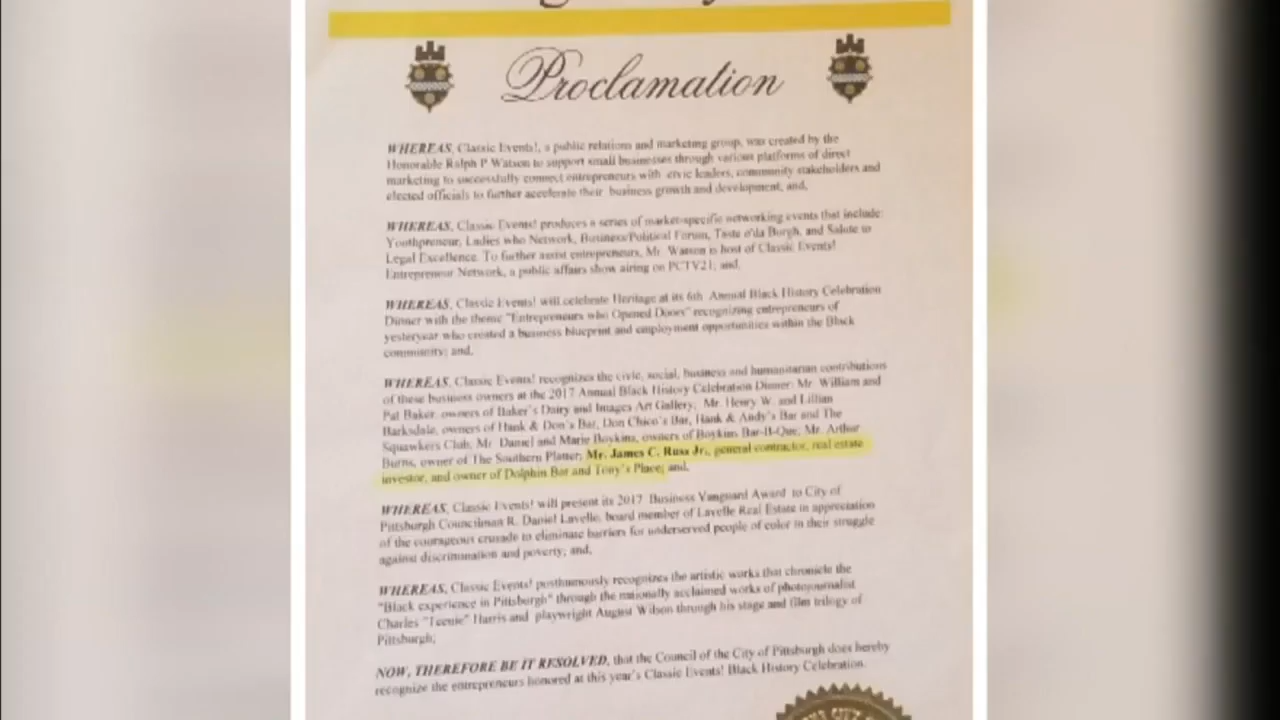 Proclamation
WHEREAS, Classic Events!, a public relations and marketing group, was created by the
Honorable Ralph P Watson to support small businesses through various platforms of direct
marketing to successfully connect entrepreneurs with civic leaders, community stakeholders and
elected officials to further accelerate their business growth and development; and,
WHEREAS, Classic Events! produces a series of market-specific networking events that include:
Youthpreneur, Ladies who Network, Business/Political Forum, Taste o'da Burgh, and Salute to
Legal Excellence. To further assist entrepreneurs, Mr. Watson is host of Classic Events!
Entrepreneur Network, a public affairs show airing on PCTV21; and,
WHEREAS, Classic Events! will celebrate Heritage at its 6th Annual Black History Celebration
Dinner with the theme "Entrepreneurs who Opened Doors" recognizing entrepreneurs of
yesteryear who created a business blueprint and employment opportunities within the Black
community; and,
WHEREAS, Classic Events! recognizes the civic, social, business and humanitarian contributions
of these business owners at the 2017 Annual Black History Celebration Dinner: Mr. William and
Pat Baker, owners of Baker's Dairy and Images Art Gallery; Mr. Henry W. and Lillian
Barksdale, owners of Hank & Don's Bar, Don Chico's Bar, Hank & Andy's Bar and The
Squawkers Club; Mr. Daniel and Marie Boykins, owners of Boykins Bar-B-Que; Mr. Arthur
Burns, owner of The Southern Platter; Mr. James C. Russ Jr., general contractor, real estate
investor, and owner of Dolphin Bar and Tony's Place; and,
WHEREAS, Classic Events! will present its 2017 Business Vanguard Award to City of
Pittsburgh Councilman R. Daniel Lavelle, board member of Lavelle Real Estate in appreciation
of the courageous crusade to eliminate barriers for underserved people of color in their struggle
against discrimination and poverty; and,
WHEREAS, Classic Events! posthumously recognizes the artistic works that chronicle the
"Black experience in Pittsburgh" through the nationally acclaimed works of photojournalist
Charles "Teenie" Harris and playwright August Wilson through his stage and film trilogy of
Pittsburgh;
NOW, THEREFORE BE IT RESOLVED, that the Council of the City of Pittsburgh does hereby
recognize the entrepreneurs honored at this year's Classic Events! Black History Celebration.